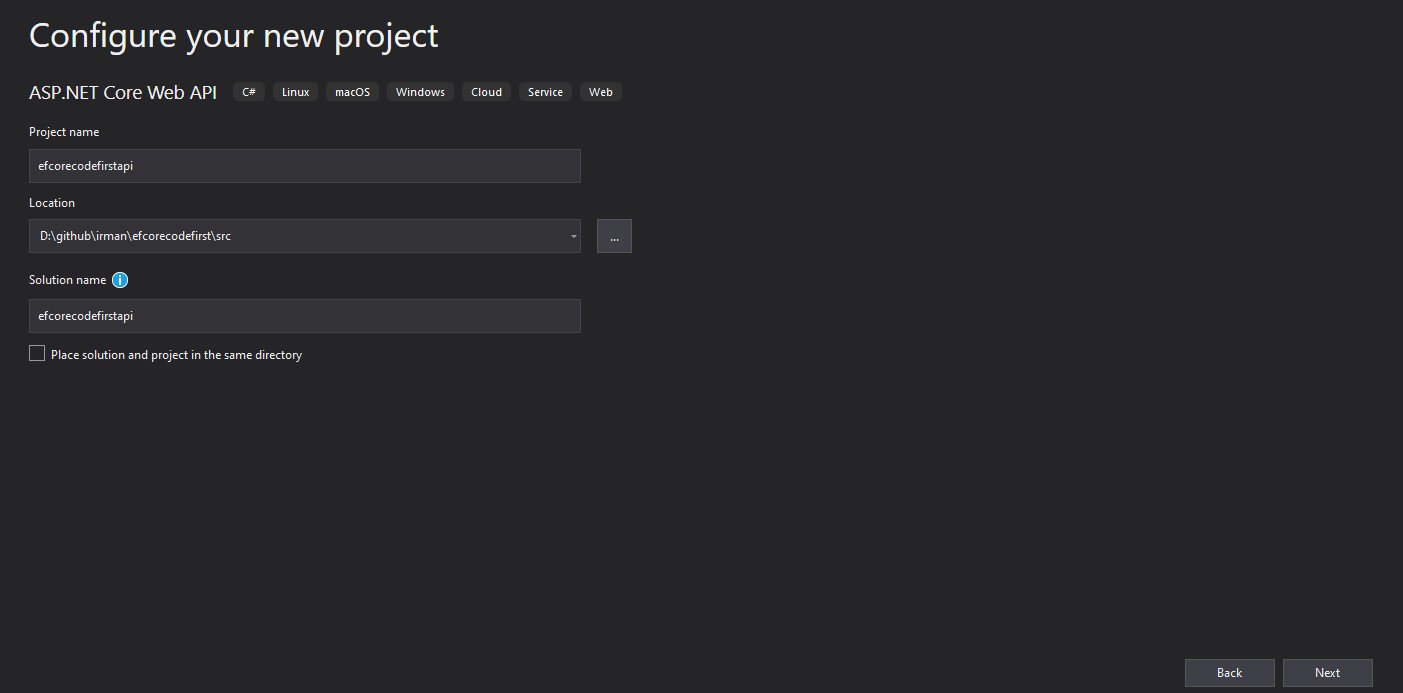 Configure your new project
ASP.NET Core Web API C# Linux macOS Windows Cloud Service Web
Project name
efcorecodefirstapi
Location
D:\github\irman\efcorecodefirst\src
...
Solution name i
efcorecodefirstapi
Place solution and project in the same directory
Back Next